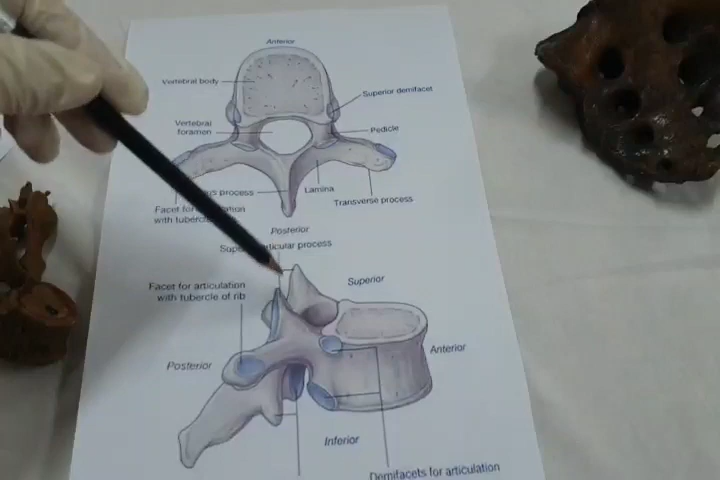 Anterior
Vertebral body
Superior demifacet
Vertebral
foramen
Pedicle
process
Lamina
Transverse process
Facet for
with tubercle
Posterior
process
Superior
Facet for articulation
with tubercle of rib
Anterior
Posterior
Inferior
Demifacets for articulation